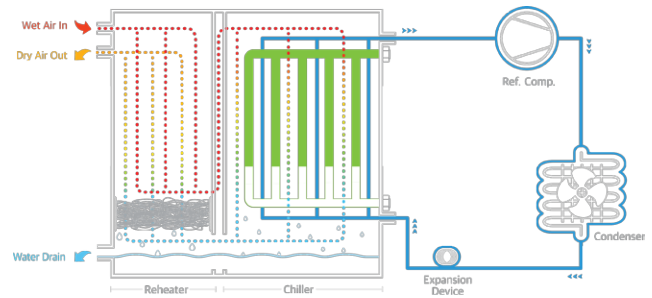 Wet Air In
Dry Air Out
Ref. Comp.
Condenser
Water Drain
Expansion
Device
Reheater
Chiller